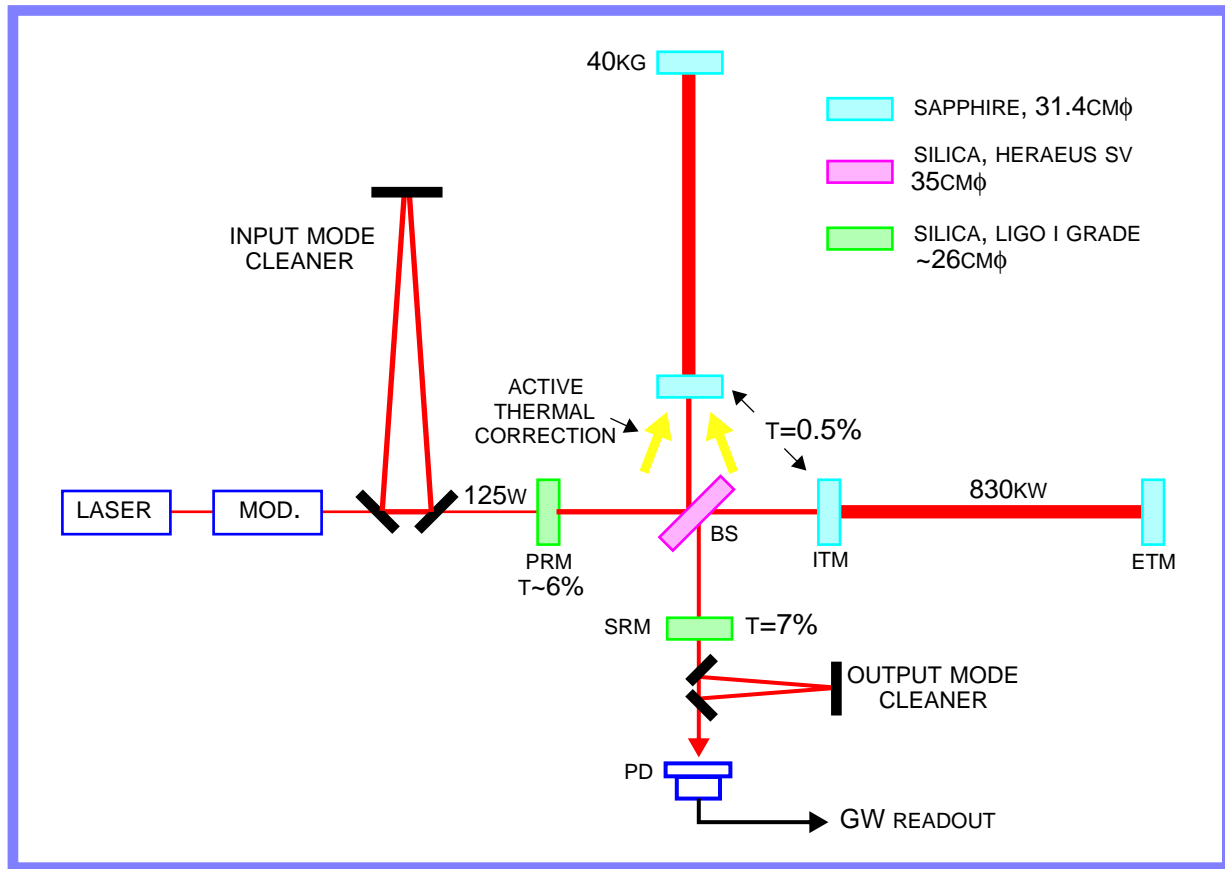 40KG
SAPPHIRE, 31.4CMϕ
SILICA, HERAEUS SV
35CMϕ
SILICA, LIGO I GRADE
~26CMϕ
INPUT MODE
CLEANER
ACTIVE
THERMAL
CORRECTION
T=0.5%
LASER
MOD.
125W
830KW
BS
PRM
T~6%
ITM
ETM
SRM
T=7%
OUTPUT MODE
CLEANER
PD
GW READOUT